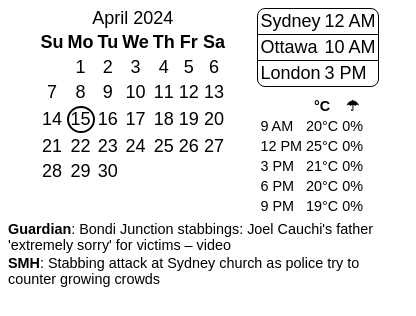 April 2024
Su Mo Tu We Th Fr Sa
1 2 3 4 5 6
7 8 9 10 11 12 13
14 15 16 17 18 19 20
21 22 23 24 25 26 27
28 29 30
Sydney 12 AM
Ottawa 10 AM
London 3 PM
°C ☂
9 AM 20°C 0%
12 PM 25°C 0%
3 PM 21°C 0%
6 PM 20°C 0%
9 PM 19°C 0%
Guardian: Bondi Junction stabbings: Joel Cauchi's father
'extremely sorry' for victims – video
SMH: Stabbing attack at Sydney church as police try to
counter growing crowds